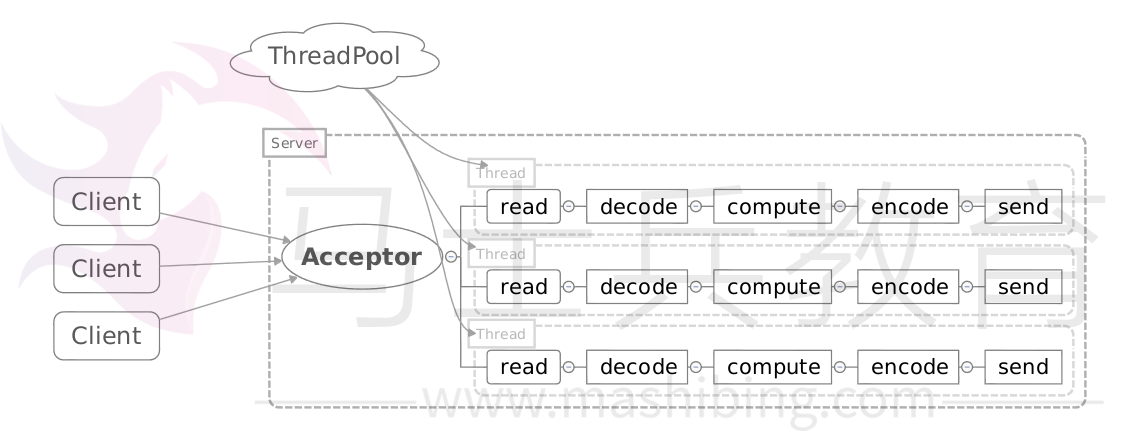 ThreadPool
Server
Client
Client
Client
Acceptor
Thread
read decode compute encode send
Thread
read decode compute encode send
Thread
read decode compute encode send
马士兵教育
www.mashibing.com